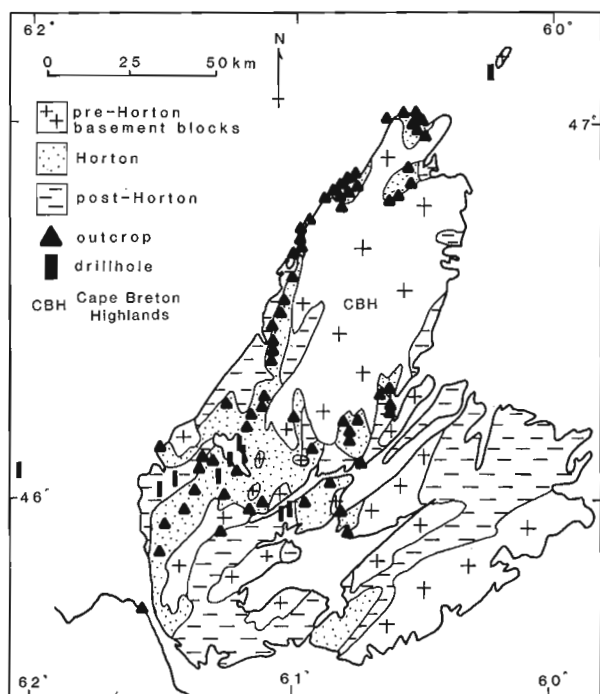 62° 60°
0 25 50 km
N
47°
pre-Horton
basement blocks
Horton
post-Horton
outcrop
drillhole
CBH Cape Breton
Highlands
CBH
46°
62° 61° 60°